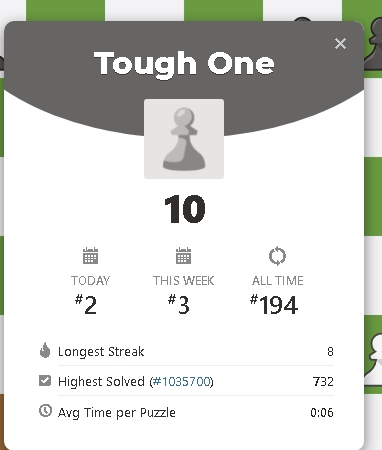 Tough One
10
TODAY THIS WEEK ALL TIME
#2 #3 #194
Longest Streak 8
Highest Solved (#1035700) 732
Avg Time per Puzzle 0:06